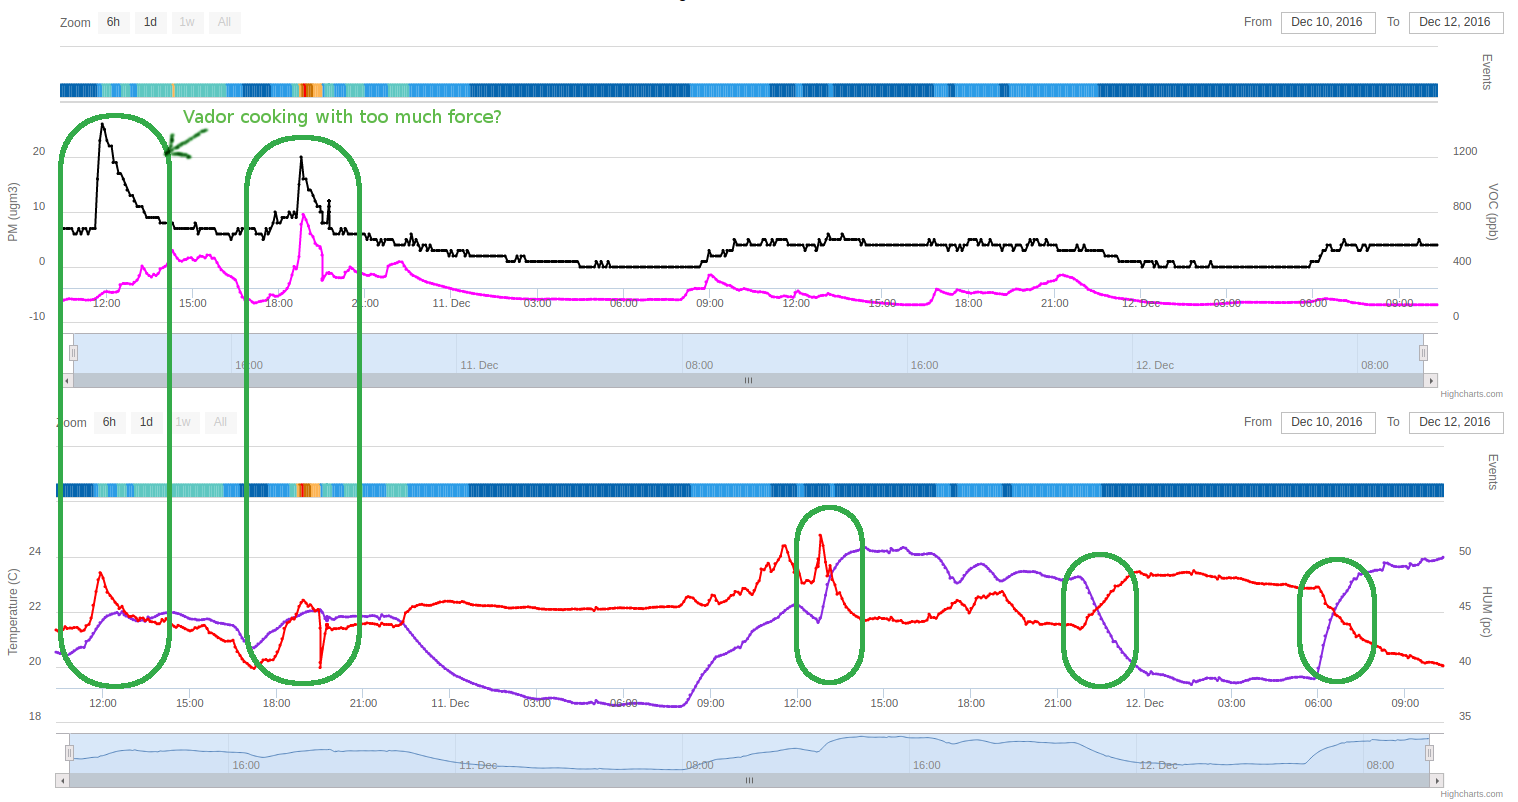 Zoom 6h 1d 1w All From Dec 10, 2016 To Dec 12, 2016
Events
Vador cooking with too much force?
PM (ugm3)
20
10
0
-10
VOC (ppb)
1200
800
400
0
12:00 15:00 18:00 21:00 11. Dec 03:00 06:00 09:00 12:00 15:00 18:00 21:00 12. Dec 03:00 06:00 09:00
16:00 11. Dec 08:00 16:00 12. Dec 08:00
Highcharts.com
Zoom 6h 1d 1w All From Dec 10, 2016 To Dec 12, 2016
Events
Temperature (C)
24
22
20
18
HUM (pc)
50
45
40
35
12:00 15:00 18:00 21:00 11. Dec 03:00 06:00 09:00 12:00 15:00 18:00 21:00 12. Dec 03:00 06:00 09:00
16:00 11. Dec 08:00 16:00 12. Dec 08:00
Highcharts.com